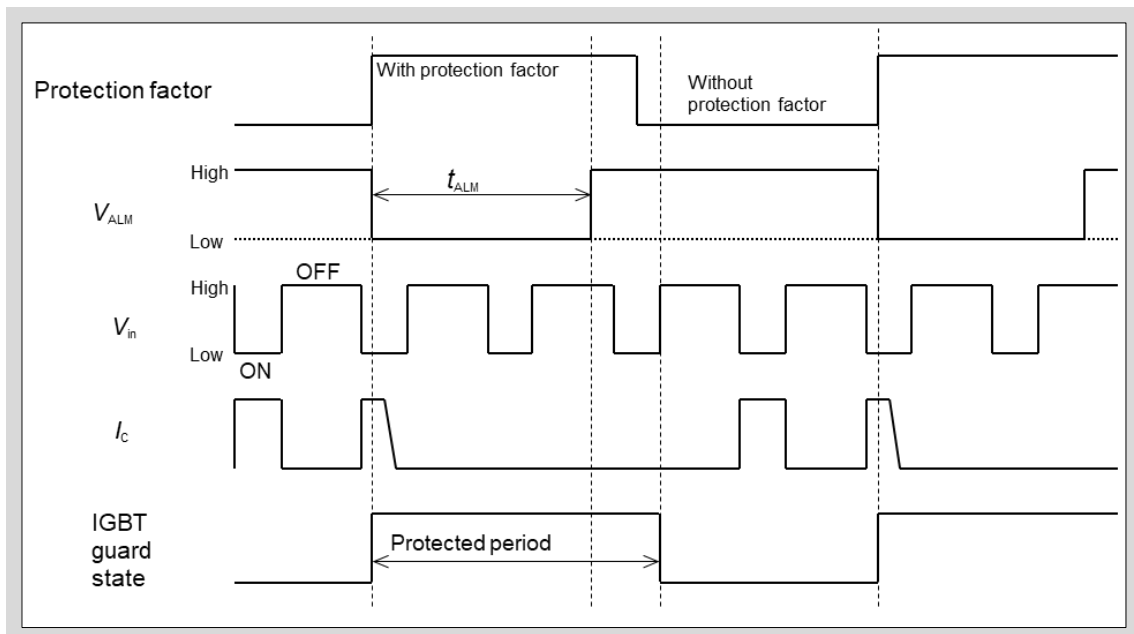 With protection factor
Protection factor
Without
protection factor
High
tALM
VALM
Low
OFF
High
Vin
Low
ON
IC
IGBT
guard
state
Protected period